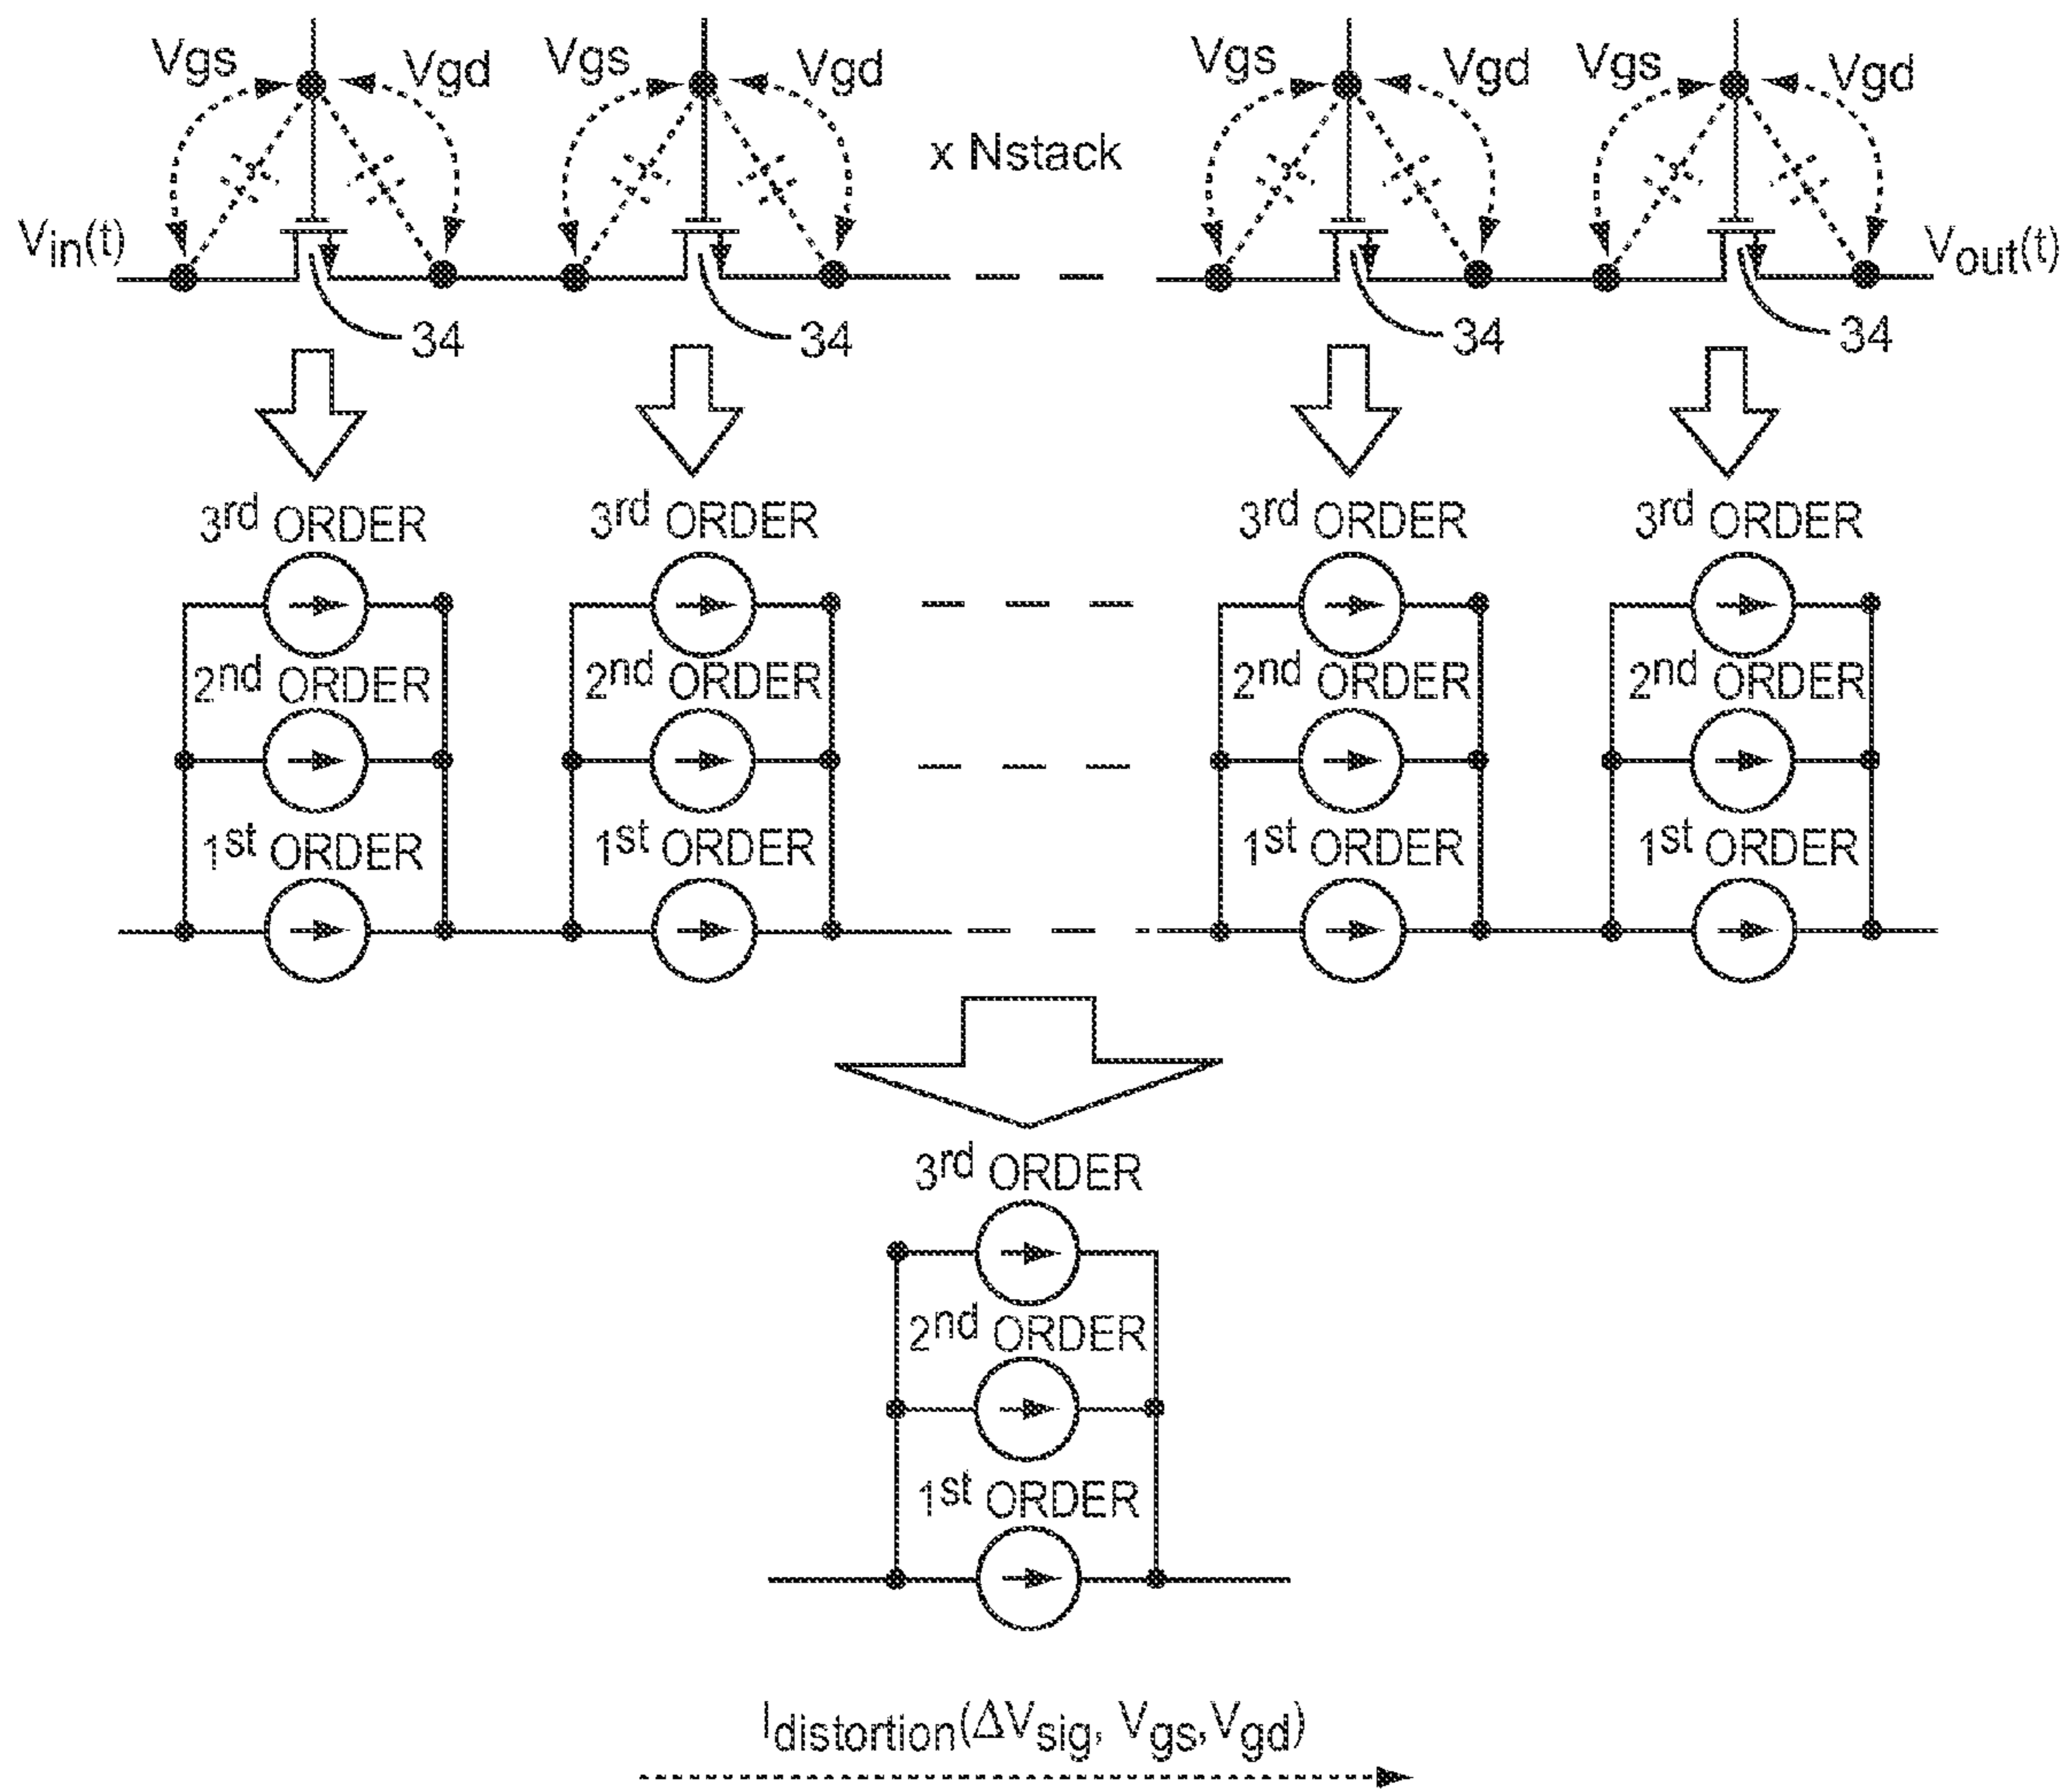 Vgs Vgd Vgs Vgd Vgs Vgd Vgs Vgd
x Nstack
Vin(t) Vout(t)
34 34 34 34
3rd ORDER 3rd ORDER 3rd ORDER 3rd ORDER
2nd ORDER 2nd ORDER 2nd ORDER 2nd ORDER
1st ORDER 1st ORDER 1st ORDER 1st ORDER
3rd ORDER
2nd ORDER
1st ORDER
Idistortion(ΔVsig, Vgs,Vgd)